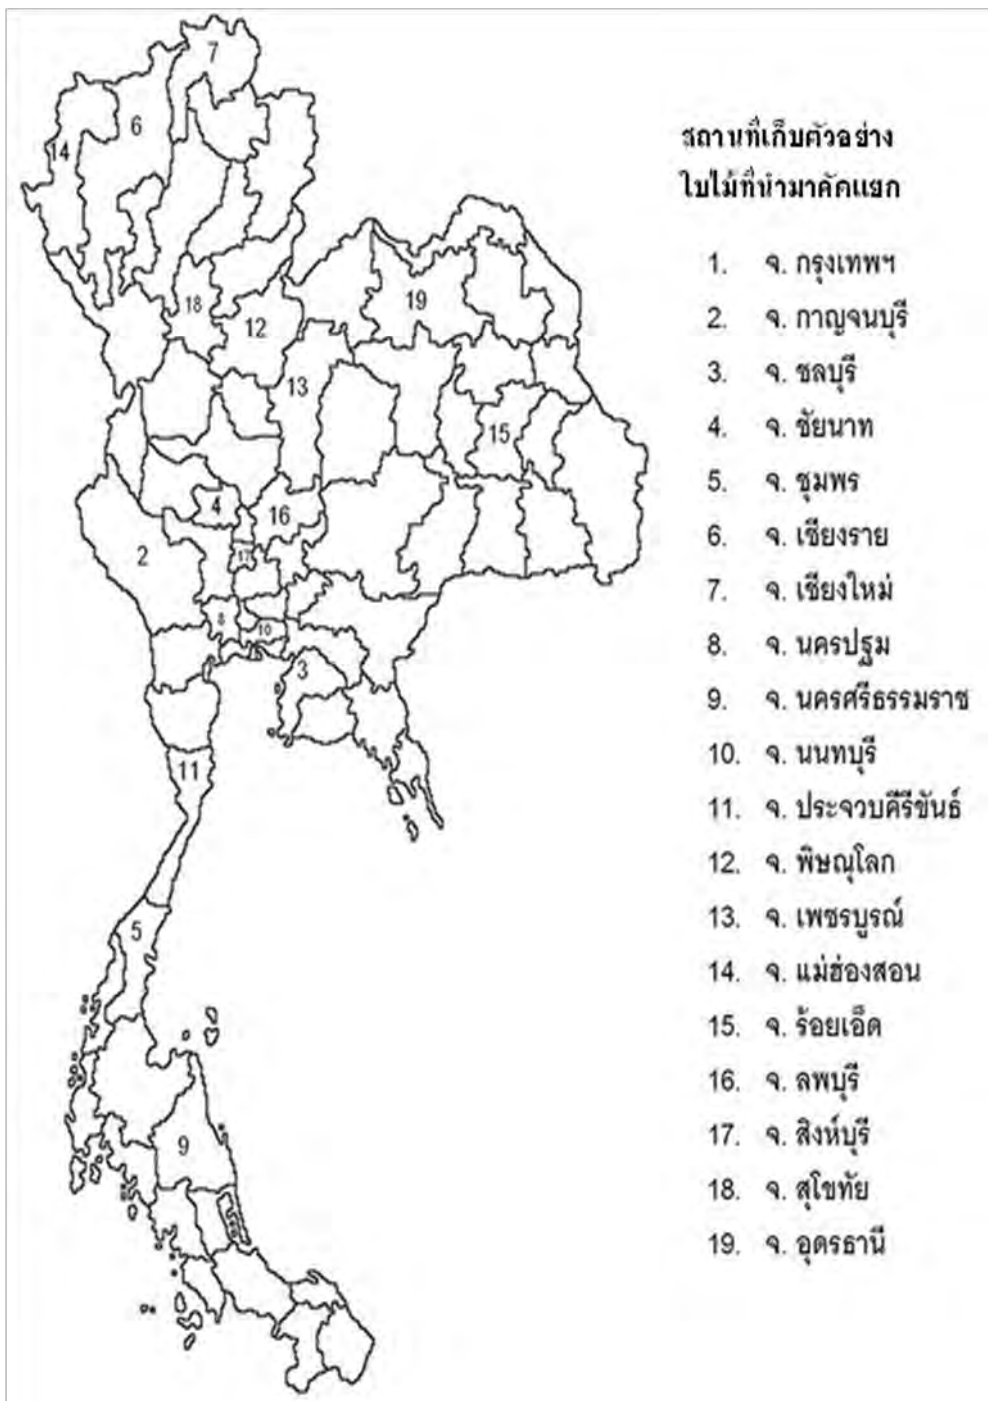 สถานที่เก็บตัวอย่าง
ใบไม้ที่นำมาคัดแยก
1. จ. กรุงเทพฯ
2. จ. กาญจนบุรี
3. จ. ชลบุรี
4. จ. ชัยนาท
5. จ. ชุมพร
6. จ. เชียงราย
7. จ. เชียงใหม่
8. จ. นครปฐม
9. จ. นครศรีธรรมราช
10. จ. นนทบุรี
11. จ. ประจวบคีรีขันธ์
12. จ. พิษณุโลก
13. จ. เพชรบูรณ์
14. จ. แม่ฮ่องสอน
15. จ. ร้อยเอ็ด
16. จ. ลพบุรี
17. จ. สิงห์บุรี
18. จ. สุโขทัย
19. จ. อุดรธานี
7
6
14
18
19
12
13
15
4
16
17
2
8
10
3
11
5
9